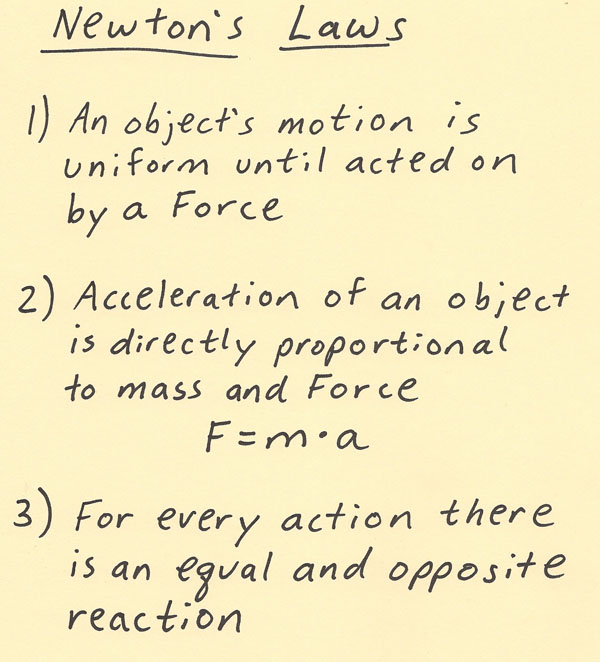 Newton's Laws
1) An object's motion is
uniform until acted on
by a Force
2) Acceleration of an object
is directly proportional
to mass and Force
F=m·a
3) For every action there
is an equal and opposite
reaction